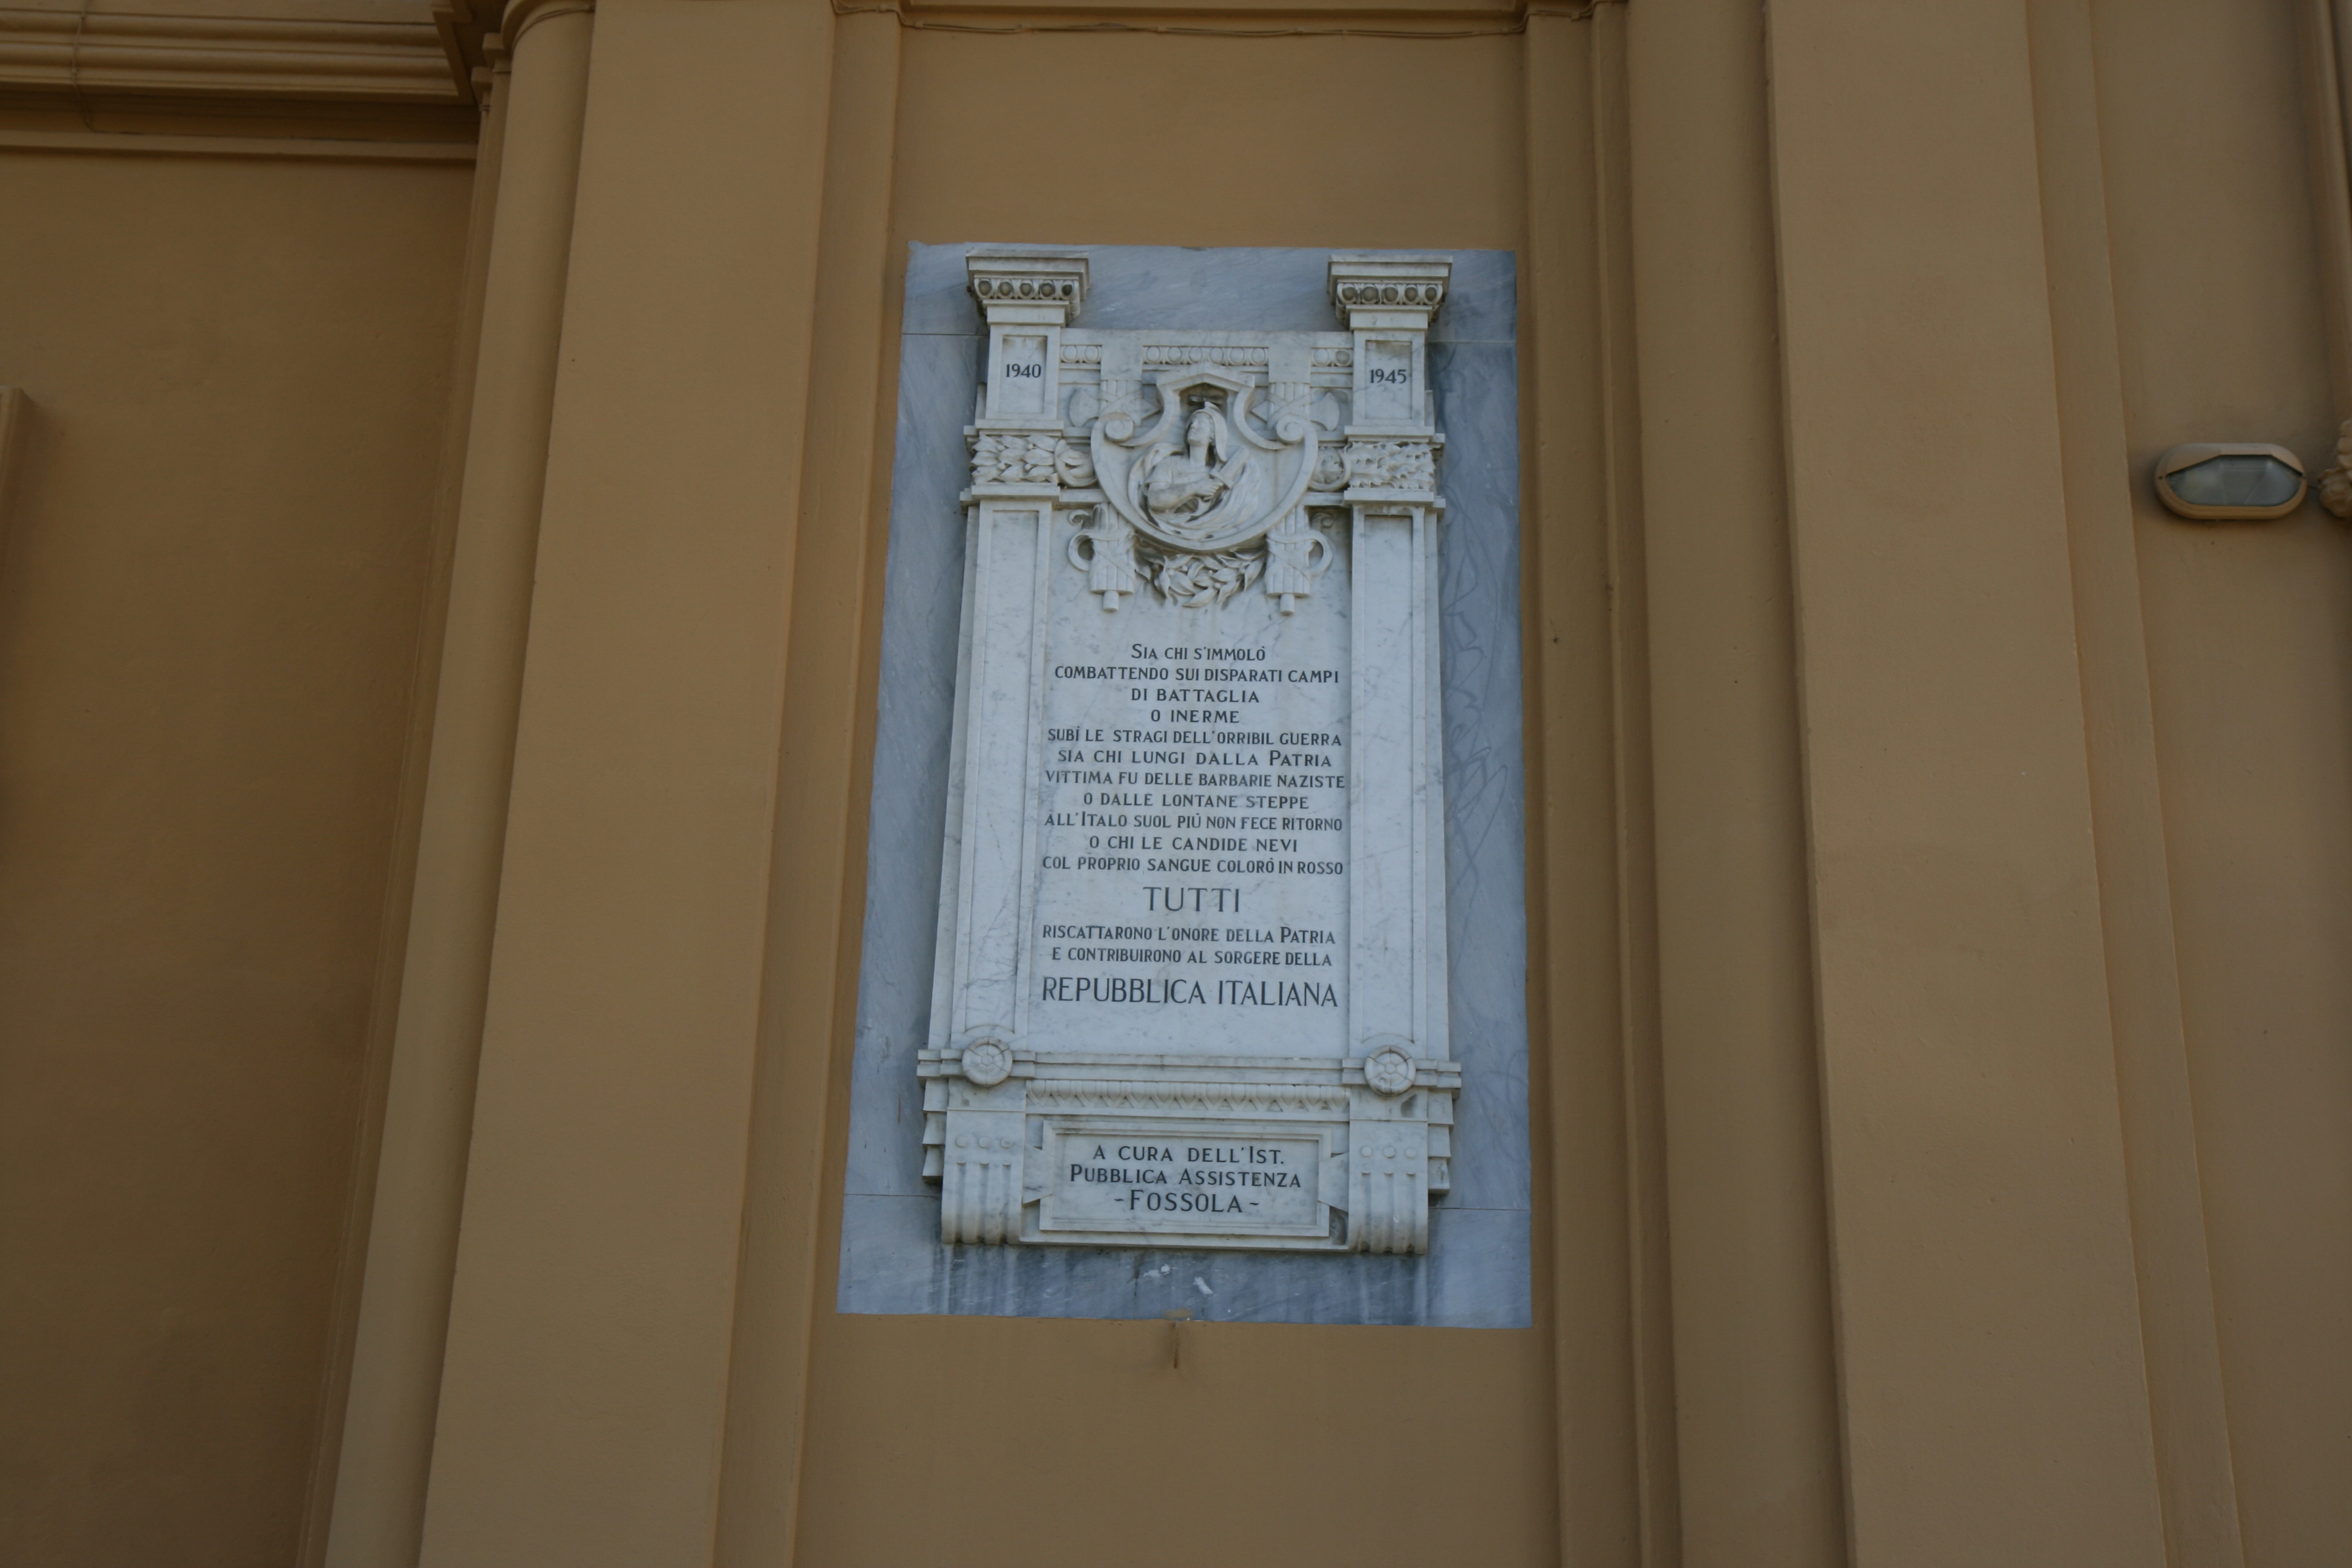 1940
1945
SIA CHI S'IMMOLÒ
COMBATTENDO SUI DISPARATI CAMPI
DI BATTAGLIA
O INERME
SUBÌ LE STRAGI DELL'ORRIBIL GUERRA
SIA CHI LUNGI DALLA PATRIA
VITTIMA FU DELLE BARBARIE NAZISTE
O DALLE LONTANE STEPPE
ALL'ITALO SUOL PIÙ NON FECE RITORNO
O CHI LE CANDIDE NEVI
COL PROPRIO SANGUE COLORÒ IN ROSSO
TUTTI
RISCATTARONO L'ONORE DELLA PATRIA
E CONTRIBUIRONO AL SORGERE DELLA
REPUBBLICA ITALIANA
A CURA DELL'IST.
PUBBLICA ASSISTENZA
-FOSSOLA-